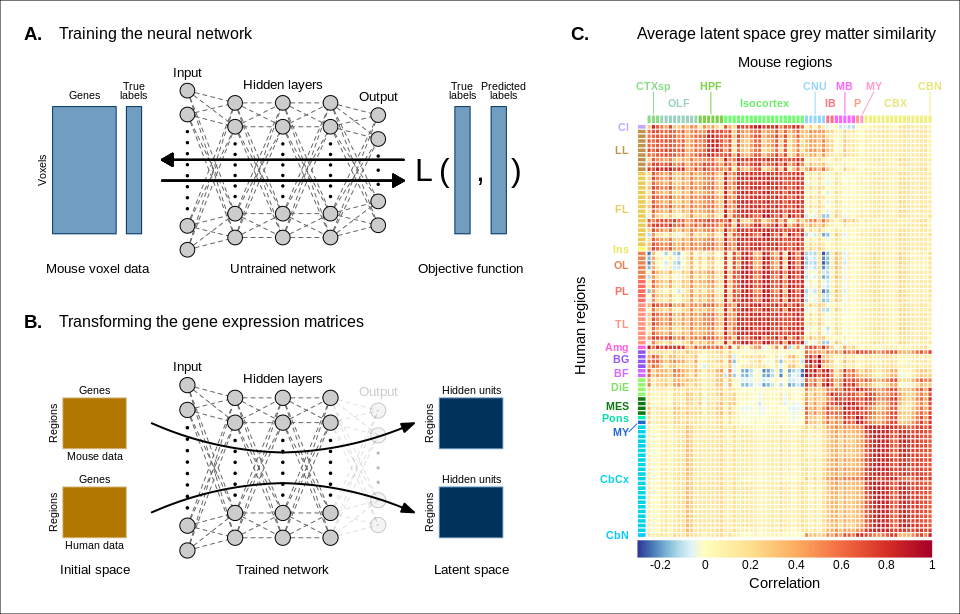 A. Training the neural network
Input
Hidden layers
Output
Genes
True
labels
Voxels
True
labels
Predicted
labels
L ( , )
Mouse voxel data
Untrained network
Objective function
B. Transforming the gene expression matrices
Input
Hidden layers
Output
Genes
Regions
Mouse data
Genes
Regions
Human data
Hidden units
Regions
Hidden units
Regions
Initial space
Trained network
Latent space
C. Average latent space grey matter similarity
Mouse regions
CTXsp HPF CNU MB MY CBN
OLF Isocortex IB P CBX
Human regions
Cl
LL
FL
Ins
OL
PL
TL
Amg
BG
BF
DiE
MES
Pons
MY
CbCx
CbN
-0.2 0 0.2 0.4 0.6 0.8 1
Correlation